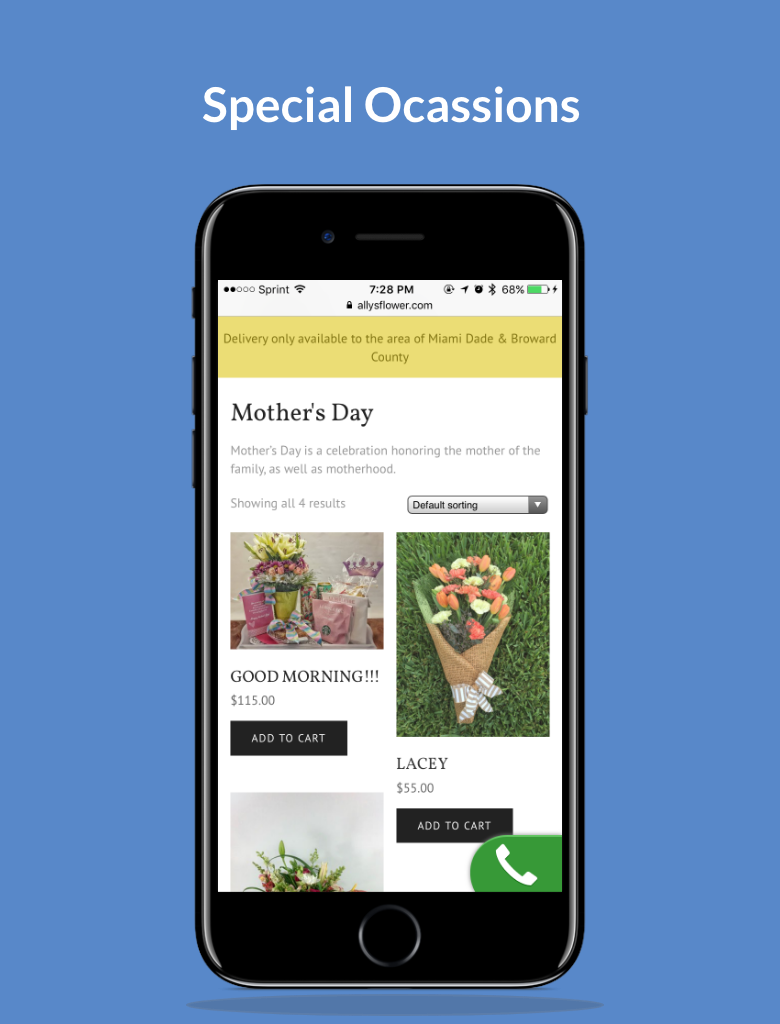 Special Ocassions
Sprint 7:28 PM 68%
allysflower.com
Delivery only available to the area of Miami Dade & Broward
County
Mother's Day
Mother's Day is a celebration honoring the mother of the
family, as well as motherhood.
Showing all 4 results
Default sorting
GOOD MORNING!!!
$115.00
ADD TO CART
LACEY
$55.00
ADD TO CART